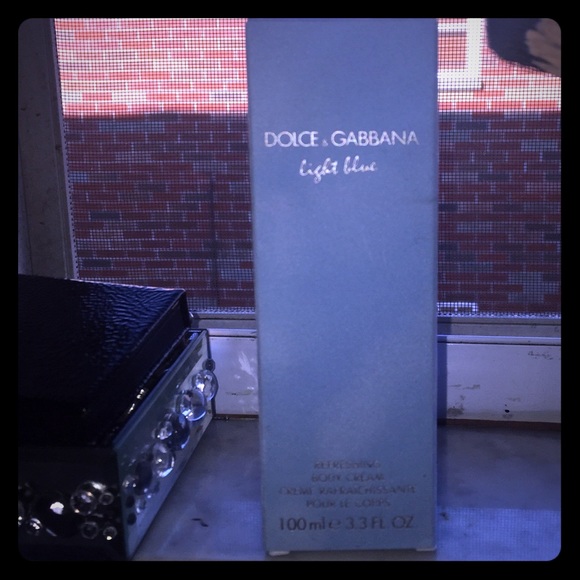 DOLCE & GABBANA
light blue
REFRESHING
BODY CREAM
CRÈME RAFRAÎCHISSANTE
POUR LE CORPS
100 ml e 3.3 FL. OZ